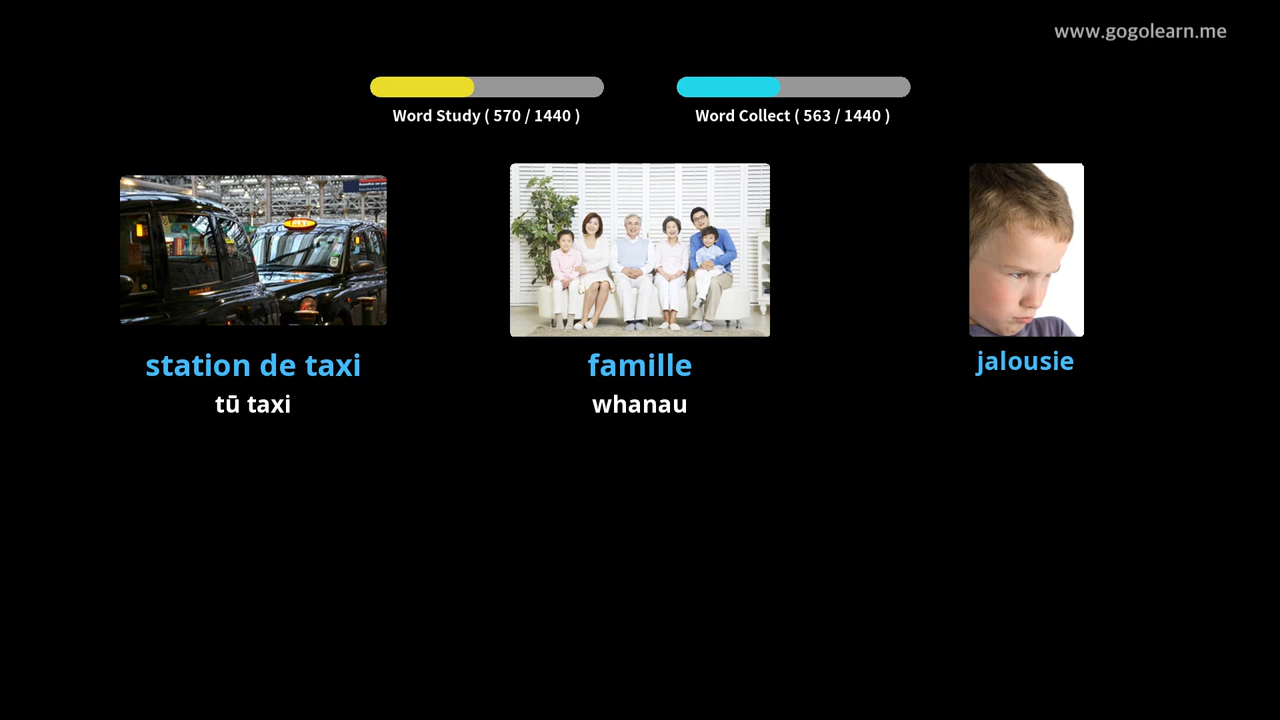 www.gogolearn.me
Word Study ( 570 / 1440 )
Word Collect ( 563 / 1440 )
station de taxi
tū taxi
famille
whanau
jalousie